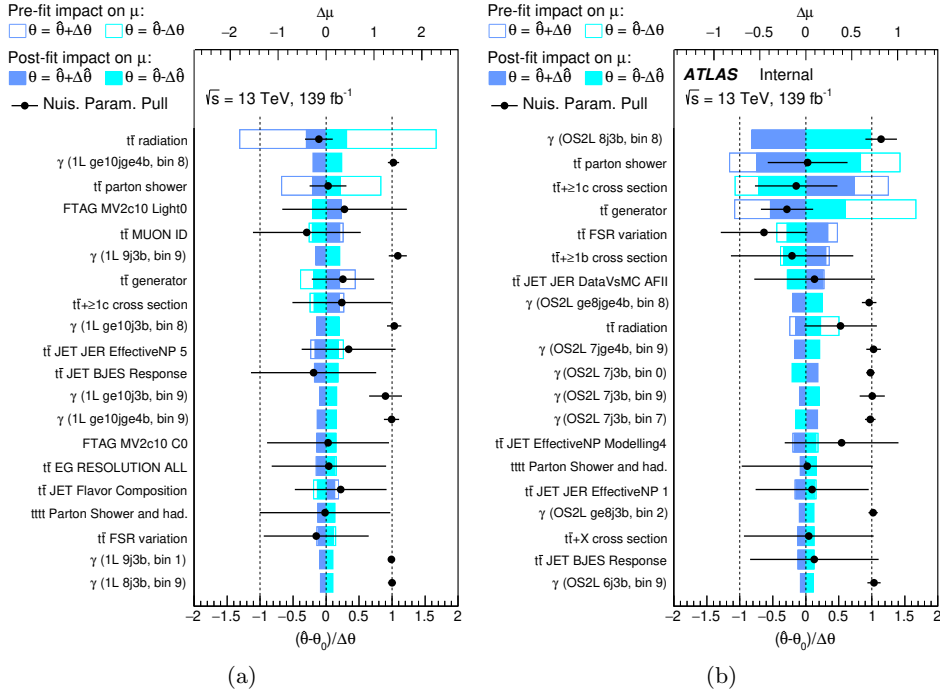 Pre-fit impact on μ:
θ = θ̂+Δθ θ = θ̂-Δθ
Post-fit impact on μ:
θ = θ̂+Δθ̂ θ = θ̂-Δθ̂
Nuis. Param. Pull
Δμ
−2 −1 0 1 2
√s = 13 TeV, 139 fb⁻¹
tt̄ radiation
γ (1L ge10jge4b, bin 8)
tt̄ parton shower
FTAG MV2c10 Light0
tt̄ MUON ID
γ (1L 9j3b, bin 9)
tt̄ generator
tt̄+≥1c cross section
γ (1L ge10j3b, bin 8)
tt̄ JET JER EffectiveNP 5
tt̄ JET BJES Response
γ (1L ge10j3b, bin 9)
γ (1L ge10jge4b, bin 9)
FTAG MV2c10 C0
tt̄ EG RESOLUTION ALL
tt̄ JET Flavor Composition
tttt Parton Shower and had.
tt̄ FSR variation
γ (1L 9j3b, bin 1)
γ (1L 8j3b, bin 9)
−2 −1.5 −1 −0.5 0 0.5 1 1.5 2
(θ̂-θ₀)/Δθ
(a)
Pre-fit impact on μ:
θ = θ̂+Δθ θ = θ̂-Δθ
Post-fit impact on μ:
θ = θ̂+Δθ̂ θ = θ̂-Δθ̂
Nuis. Param. Pull
Δμ
−1 −0.5 0 0.5 1
ATLAS Internal
√s = 13 TeV, 139 fb⁻¹
γ (OS2L 8j3b, bin 8)
tt̄ parton shower
tt̄+≥1c cross section
tt̄ generator
tt̄ FSR variation
tt̄+≥1b cross section
tt̄ JET JER DataVsMC AFII
γ (OS2L ge8jge4b, bin 8)
tt̄ radiation
γ (OS2L 7jge4b, bin 9)
γ (OS2L 7j3b, bin 0)
γ (OS2L 7j3b, bin 9)
γ (OS2L 7j3b, bin 7)
tt̄ JET EffectiveNP Modelling4
tttt Parton Shower and had.
tt̄ JET JER EffectiveNP 1
γ (OS2L ge8j3b, bin 2)
tt̄+X cross section
tt̄ JET BJES Response
γ (OS2L 6j3b, bin 9)
−2 −1.5 −1 −0.5 0 0.5 1 1.5 2
(θ̂-θ₀)/Δθ
(b)